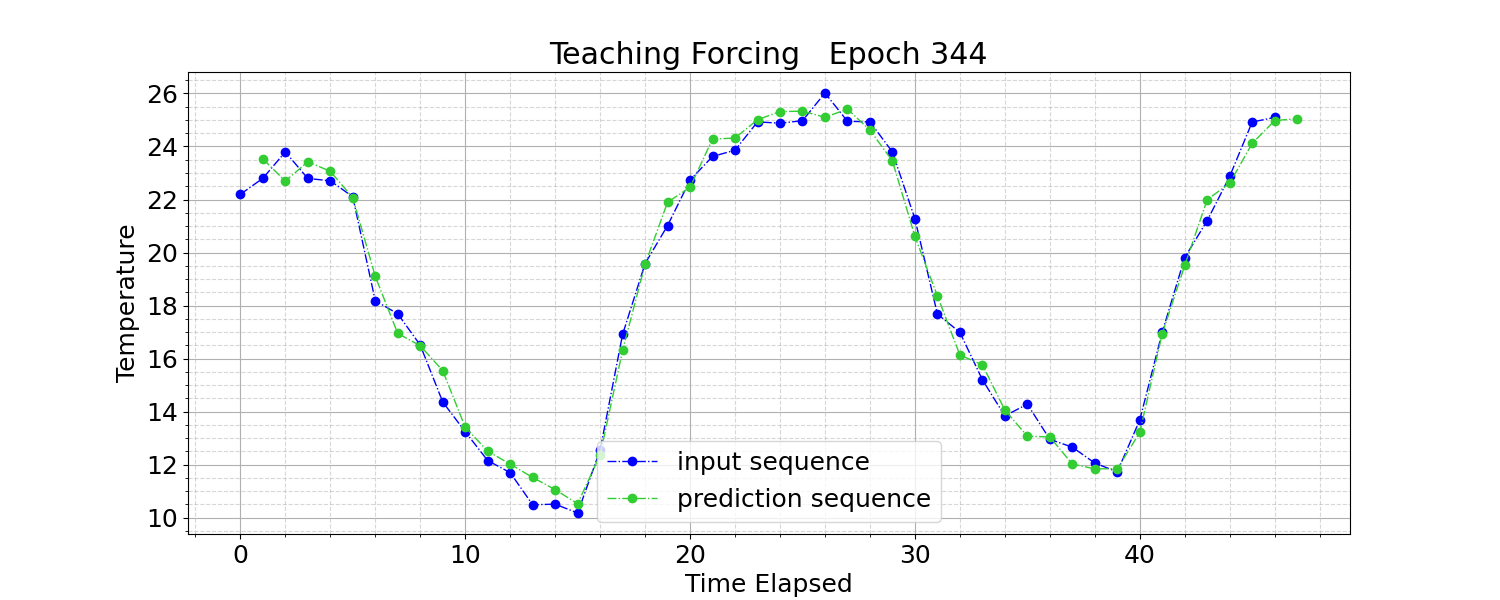 Teaching Forcing   Epoch 344
26
24
22
20
18
16
14
12
10
Temperature
input sequence
prediction sequence
0 10 20 30 40
Time Elapsed